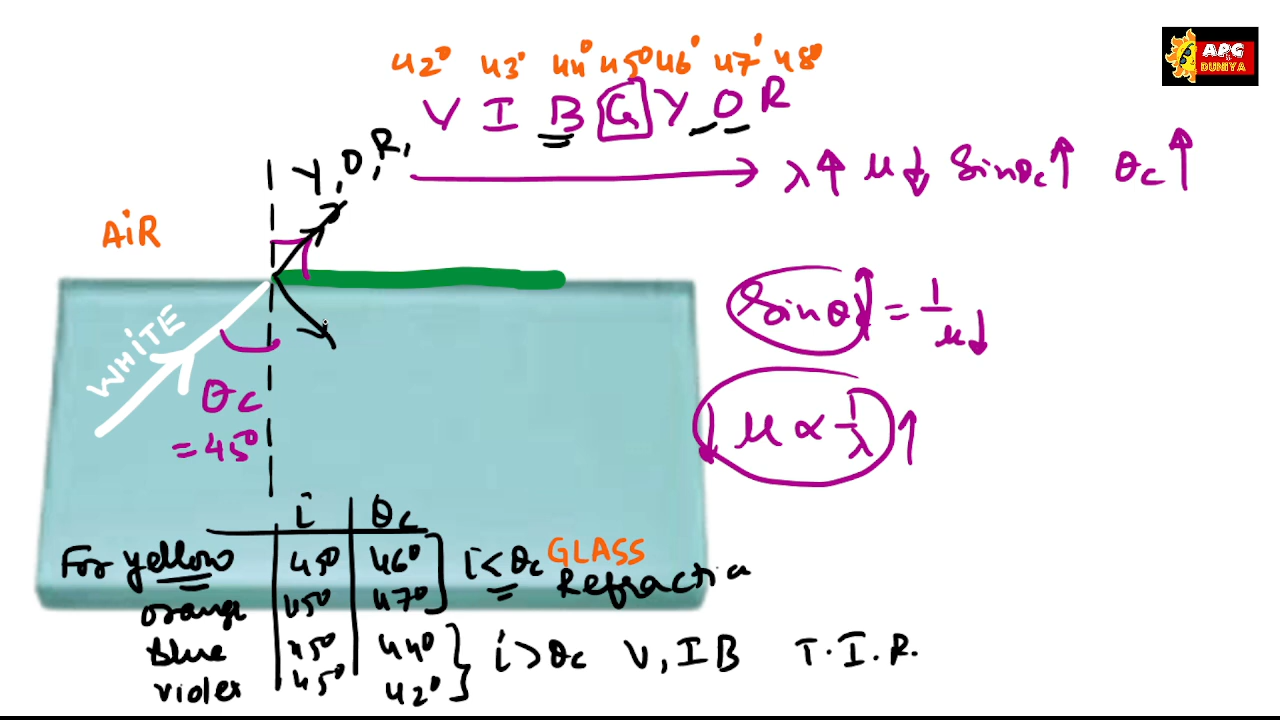 APG
DUNIYA
42° 43° 44° 45° 46° 47° 48°
V I B G Y O R
Y, O, R,
λ↑ μ↓ Sinθc↑ θc↑
AiR
WHiTE
Sinθ = 1/μ↓
θc
= 45°
↓ μ ∝ 1/λ ↑
i θc
For yellow 45° 46° i<θc GLASS
Refraction
orange 45° 47°
Blue 45° 44° i>θc V, I B T.I.R.
violet 45° 42°